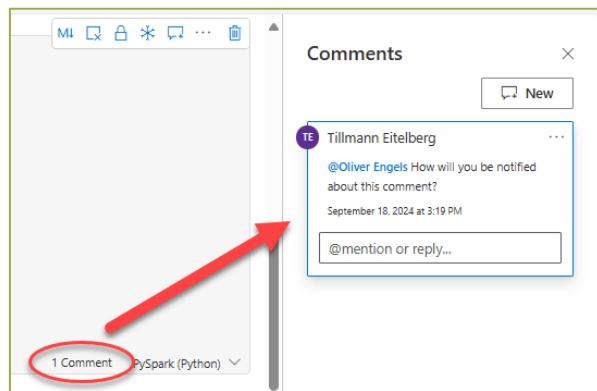 M↓
Comments
New
TE Tillmann Eitelberg
@Oliver Engels How will you be notified
about this comment?
September 18, 2024 at 3:19 PM
@mention or reply...
1 Comment PySpark (Python)